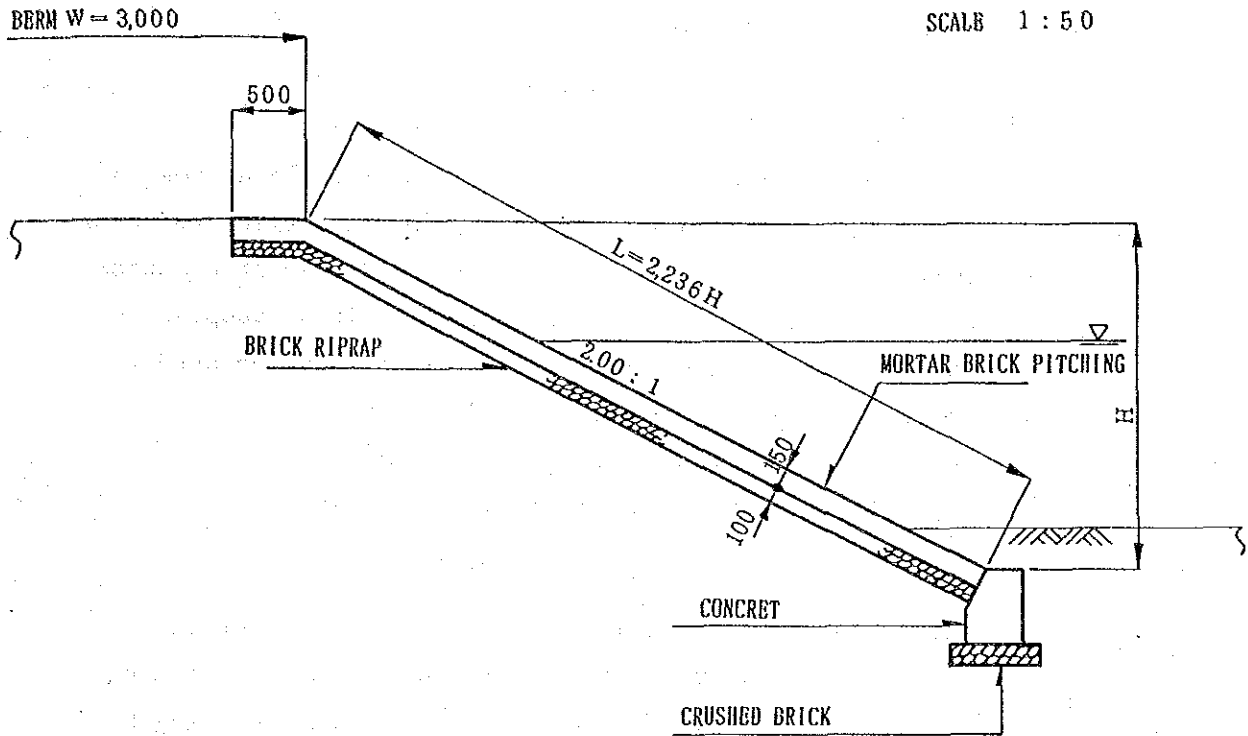 BERM W = 3,000
SCALE 1 : 50
500
L=2,236H
BRICK RIPRAP
2.00 : 1
MORTAR BRICK PITCHING
H
150
100
CONCRET
CRUSHED BRICK